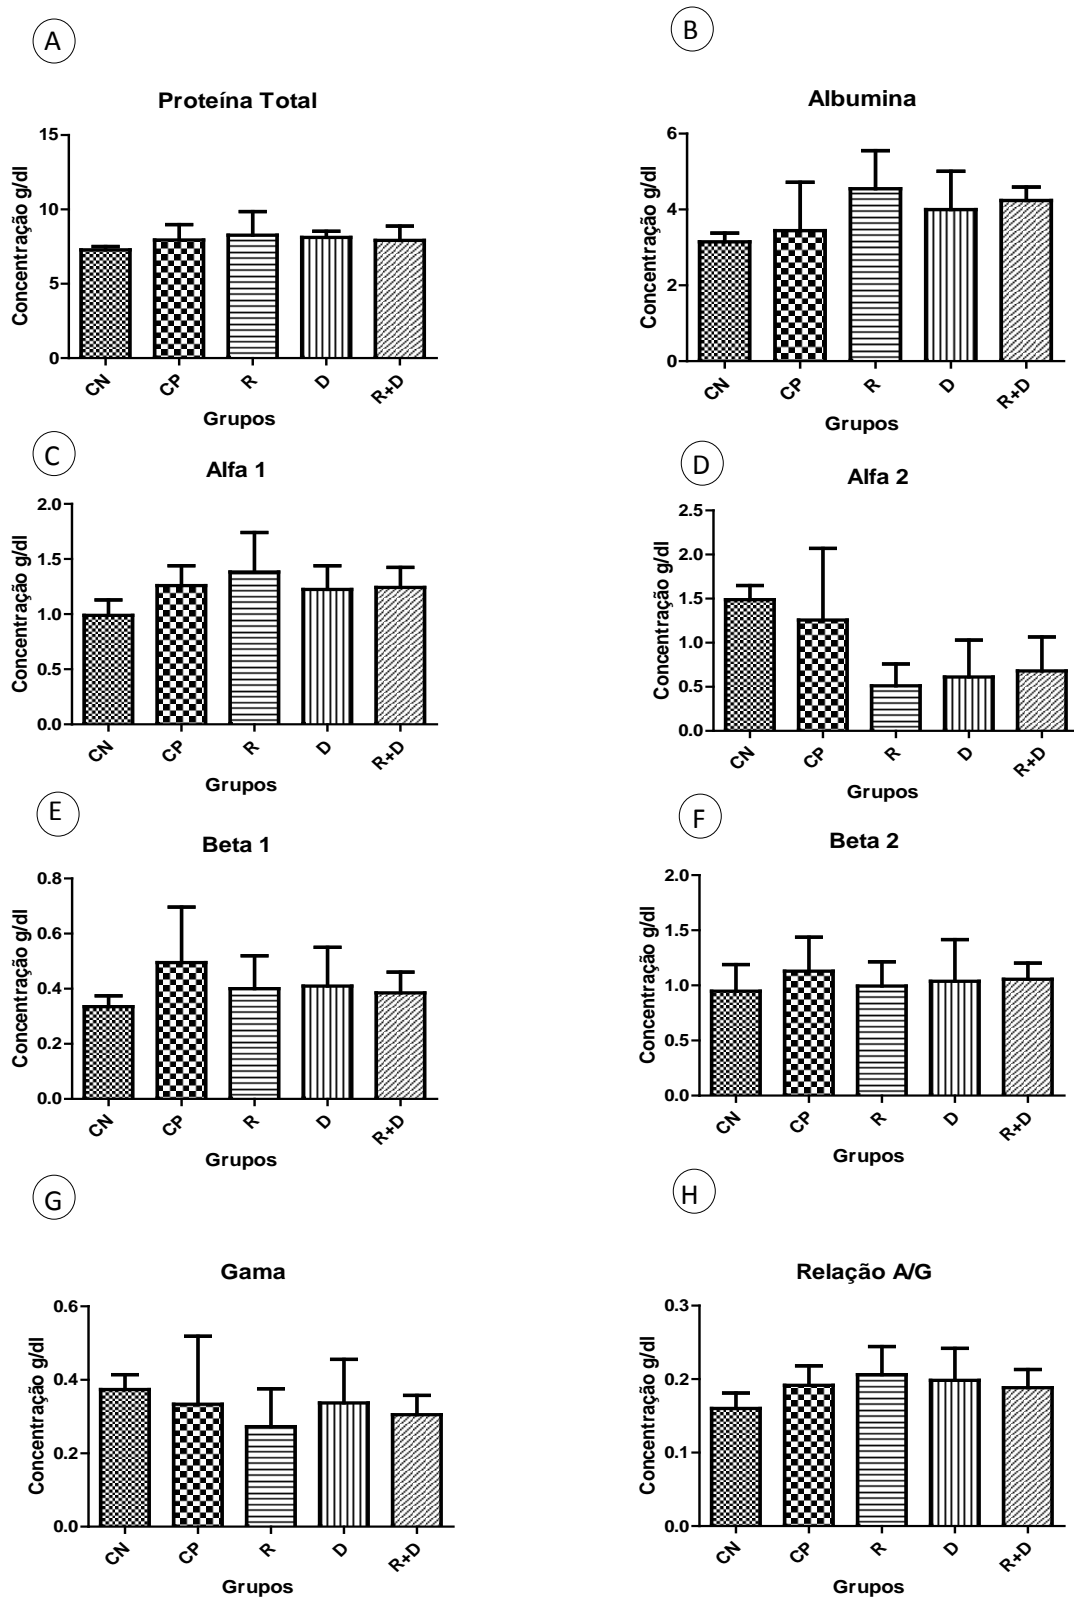 A
Proteína Total
Concentração g/dl
15
10
5
0
CN CP R D R+D
Grupos
B
Albumina
Concentração g/dl
6
4
2
0
CN CP R D R+D
Grupos
C
Alfa 1
Concentração g/dl
2.0
1.5
1.0
0.5
0.0
CN CP R D R+D
Grupos
D
Alfa 2
Concentração g/dl
2.5
2.0
1.5
1.0
0.5
0.0
CN CP R D R+D
Grupos
E
Beta 1
Concentração g/dl
0.8
0.6
0.4
0.2
0.0
CN CP R D R+D
Grupos
F
Beta 2
Concentração g/dl
2.0
1.5
1.0
0.5
0.0
CN CP R D R+D
Grupos
G
Gama
Concentração g/dl
0.6
0.4
0.2
0.0
CN CP R D R+D
Grupos
H
Relação A/G
Concentração g/dl
0.3
0.2
0.1
0.0
CN CP R D R+D
Grupos